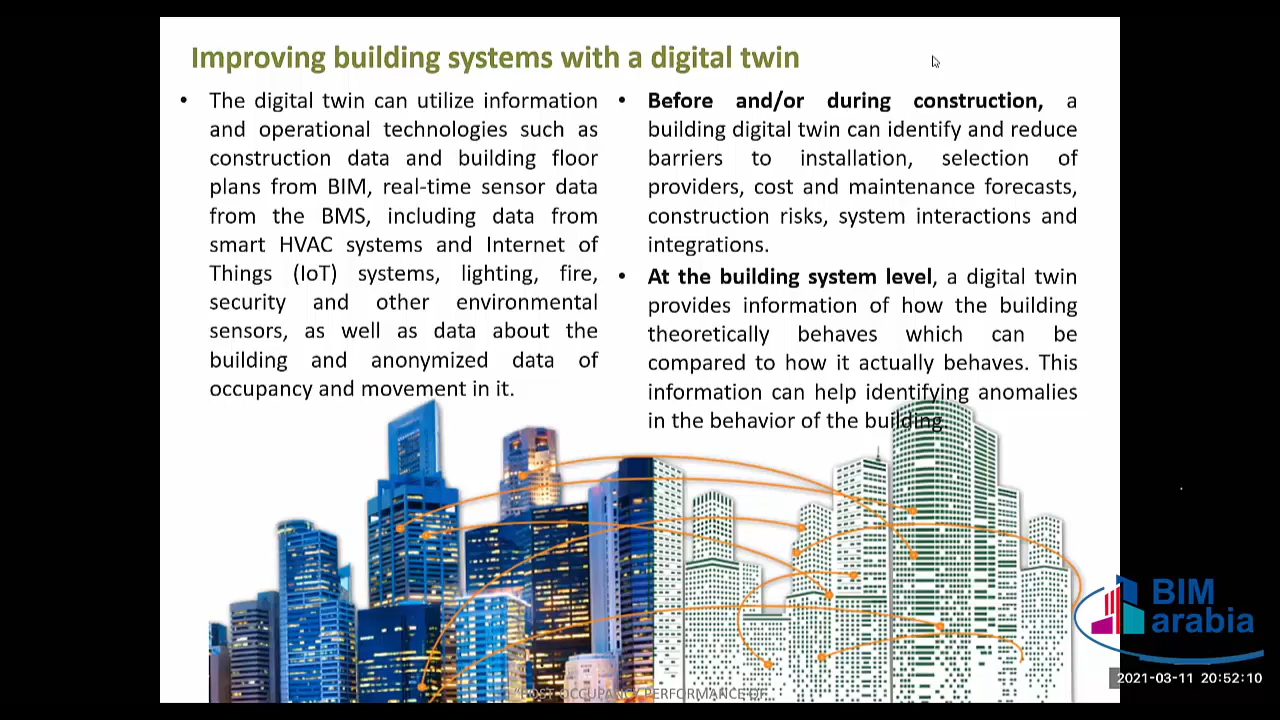 Improving building systems with a digital twin
• The digital twin can utilize information
and operational technologies such as
construction data and building floor
plans from BIM, real-time sensor data
from the BMS, including data from
smart HVAC systems and Internet of
Things (IoT) systems, lighting, fire,
security and other environmental
sensors, as well as data about the
building and anonymized data of
occupancy and movement in it.
• Before and/or during construction, a
building digital twin can identify and reduce
barriers to installation, selection of
providers, cost and maintenance forecasts,
construction risks, system interactions and
integrations.
• At the building system level, a digital twin
provides information of how the building
theoretically behaves which can be
compared to how it actually behaves. This
information can help identifying anomalies
in the behavior of the building
"POST OCCUPANCY PERFORMANCE OF...
BIM
arabia
2021-03-11 20:52:10